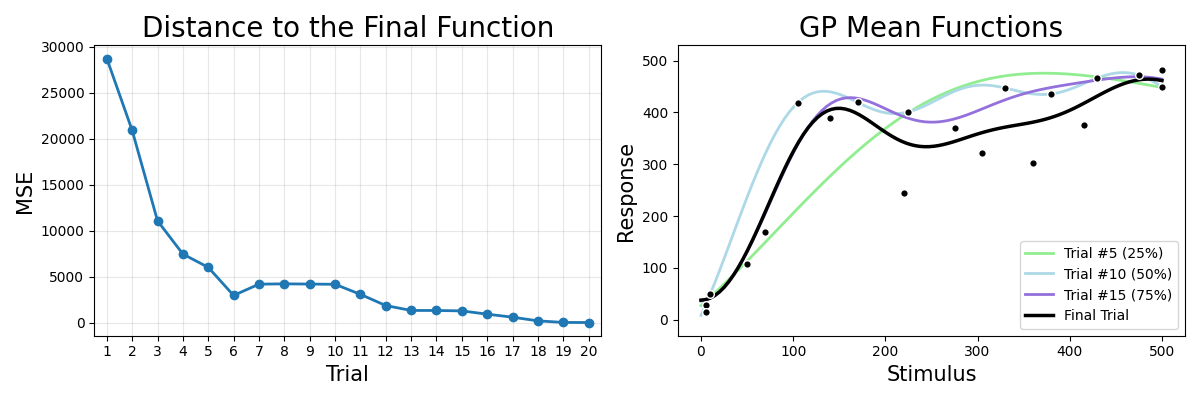 Distance to the Final Function
30000
25000
20000
15000
10000
5000
0
MSE
1 2 3 4 5 6 7 8 9 10 11 12 13 14 15 16 17 18 19 20
Trial
GP Mean Functions
500
400
300
200
100
0
Response
Trial #5 (25%)
Trial #10 (50%)
Trial #15 (75%)
Final Trial
0 100 200 300 400 500
Stimulus